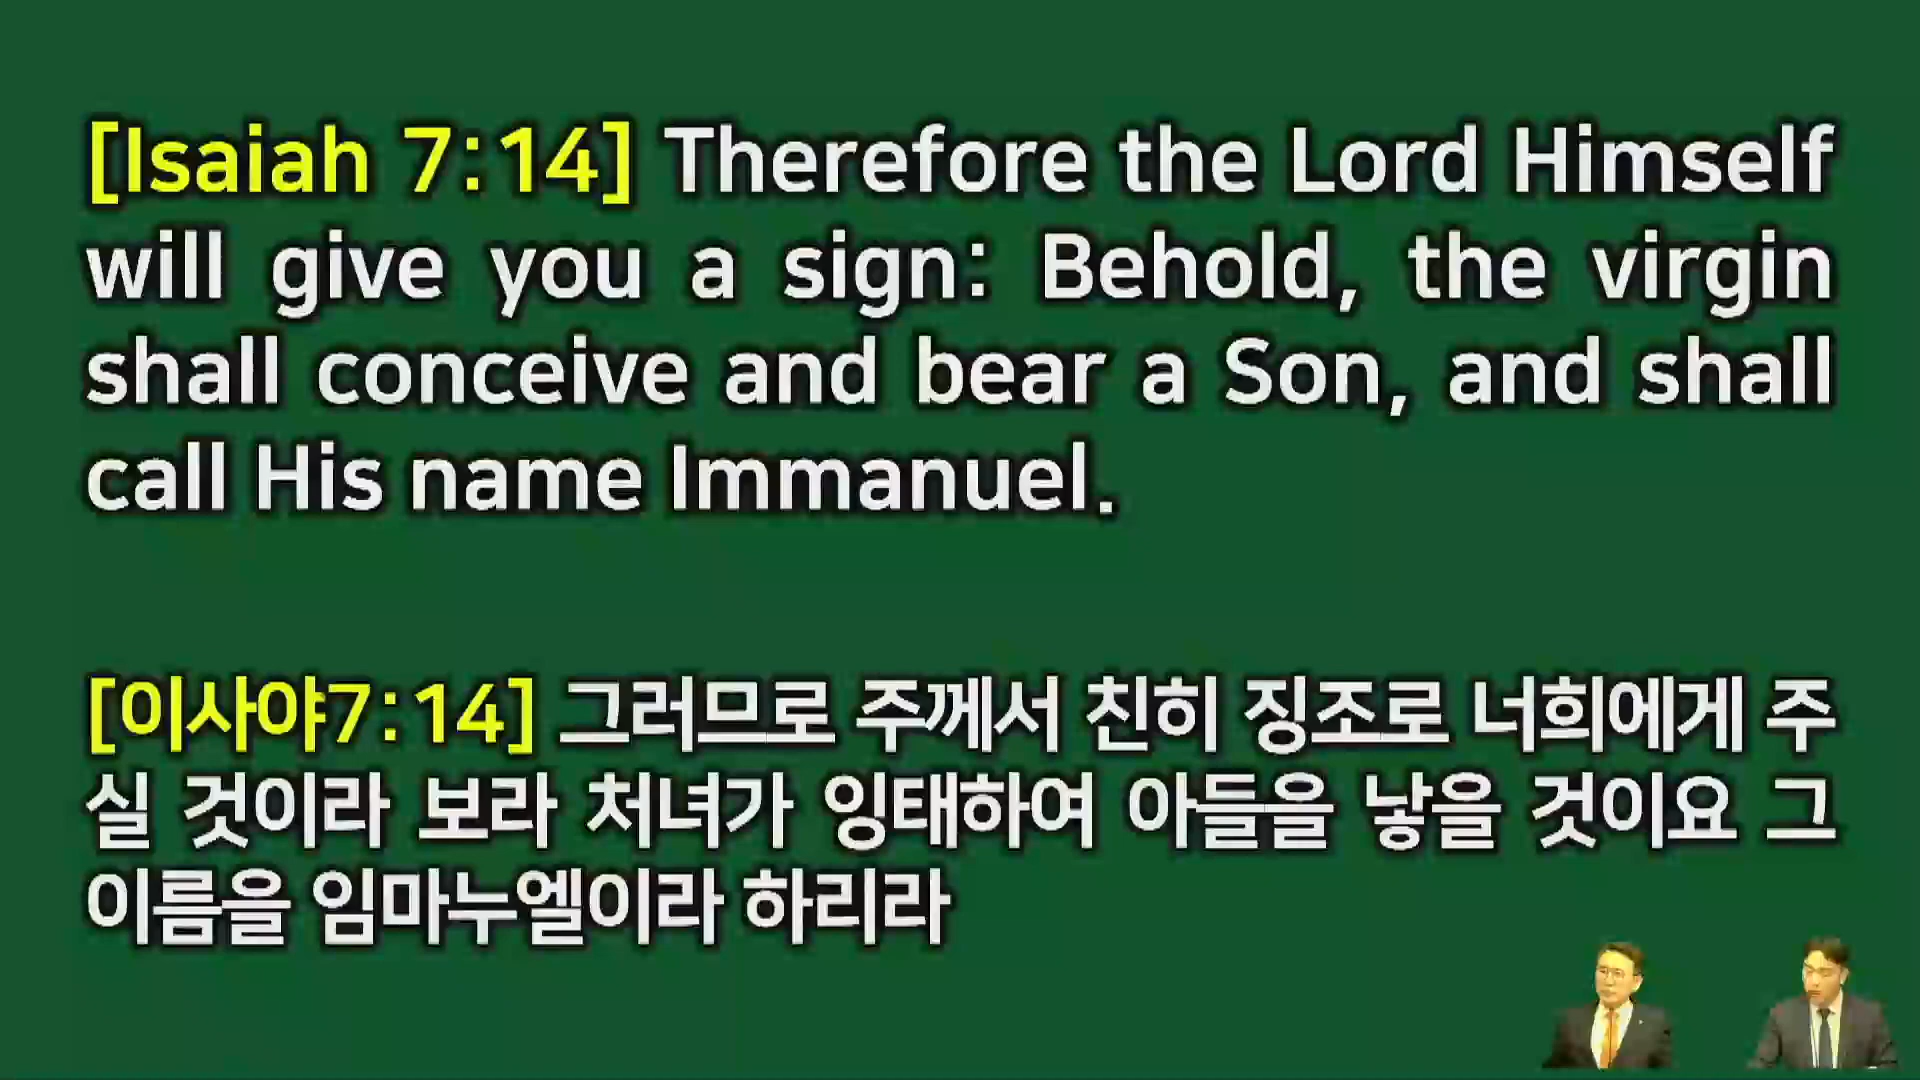 [Isaiah 7:14] Therefore the Lord Himself
will give you a sign: Behold, the virgin
shall conceive and bear a Son, and shall
call His name Immanuel.
[이사야7:14] 그러므로 주께서 친히 징조로 너희에게 주
실 것이라 보라 처녀가 잉태하여 아들을 낳을 것이요 그
이름을 임마누엘이라 하리라